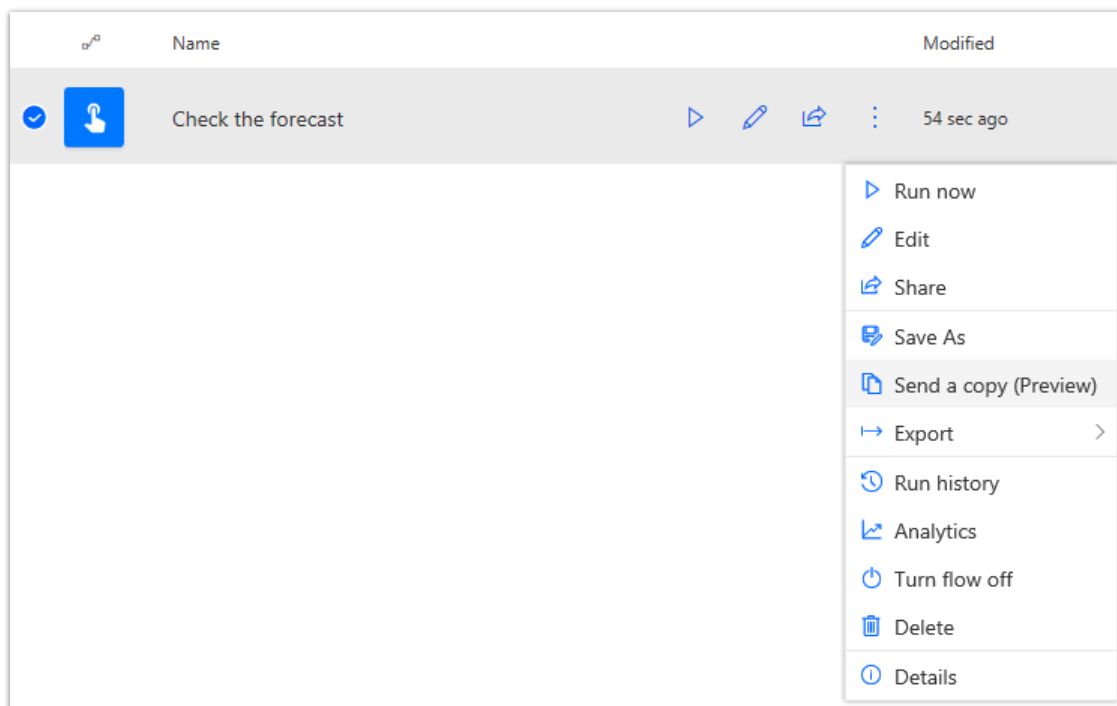 Name Modified
Check the forecast 54 sec ago
Run now
Edit
Share
Save As
Send a copy (Preview)
Export
Run history
Analytics
Turn flow off
Delete
Details